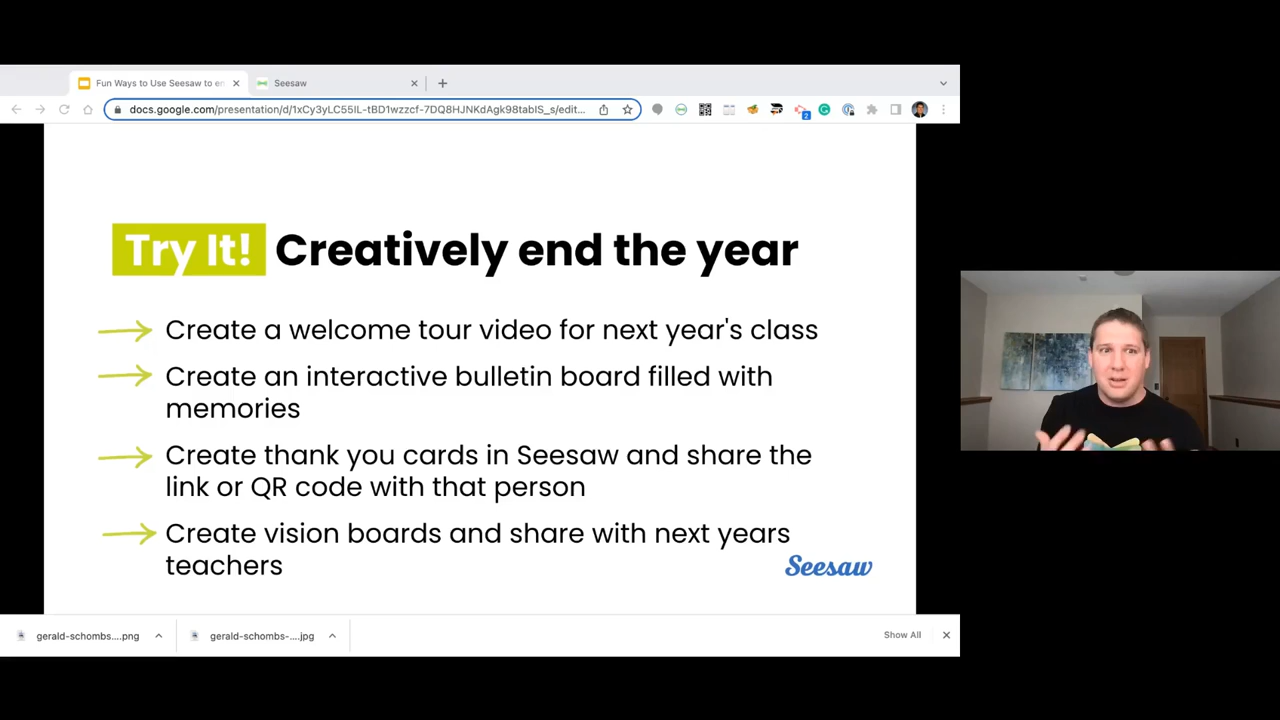 Fun Ways to Use Seesaw to en
Seesaw
docs.google.com/presentation/d/1xCy3yLC55IL-tBD1wzzcf-7DQ8HJNKdAgk98tabIS_s/edit...
2
Try It! Creatively end the year
Create a welcome tour video for next year's class
Create an interactive bulletin board filled with
memories
Create thank you cards in Seesaw and share the
link or QR code with that person
Create vision boards and share with next years
teachers
Seesaw
gerald-schombs....png
gerald-schombs-....jpg
Show All